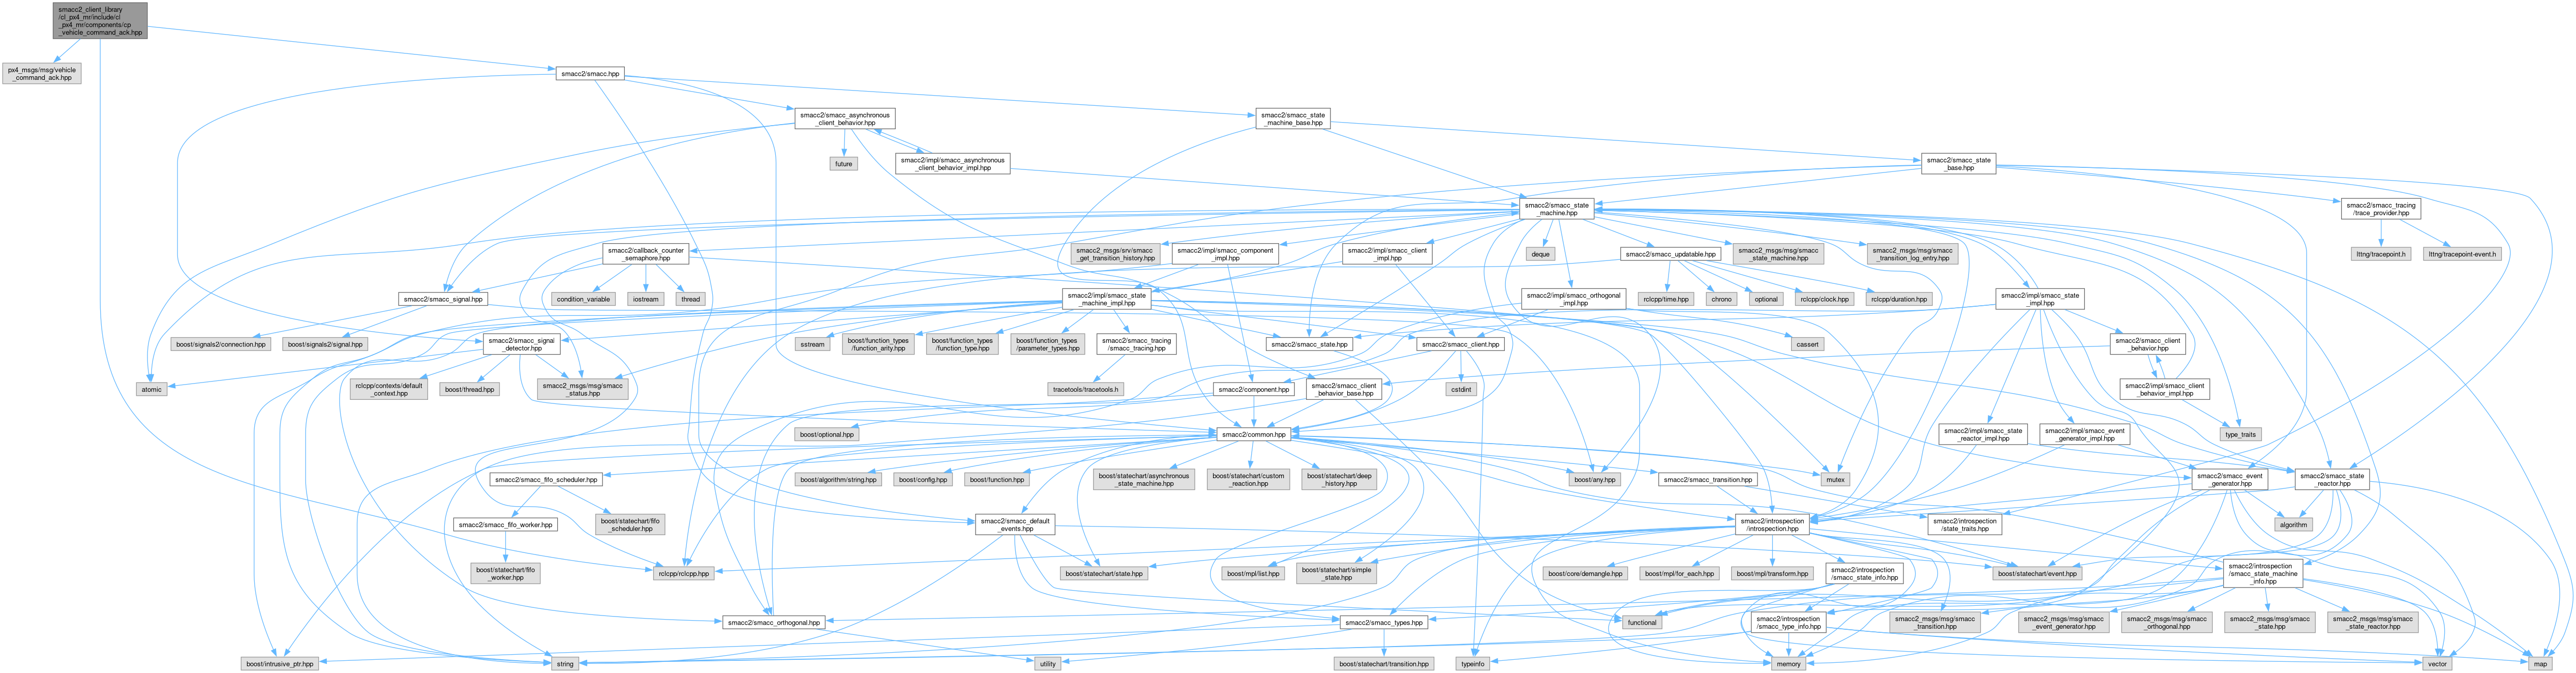 smacc2_client_library
/cl_px4_mr/include/cl
_px4_mr/components/cp
_vehicle_command_ack.hpp
px4_msgs/msg/vehicle
_command_ack.hpp
smacc2/smacc.hpp
smacc2/smacc_asynchronous
_client_behavior.hpp
smacc2/smacc_state
_machine_base.hpp
future
smacc2/impl/smacc_asynchronous
_client_behavior_impl.hpp
smacc2/smacc_state
_base.hpp
smacc2/smacc_state
_machine.hpp
smacc2/smacc_tracing
/trace_provider.hpp
smacc2/callback_counter
_semaphore.hpp
smacc2_msgs/srv/smacc
_get_transition_history.hpp
smacc2/impl/smacc_component
_impl.hpp
smacc2/impl/smacc_client
_impl.hpp
deque
smacc2/smacc_updatable.hpp
smacc2_msgs/msg/smacc
_state_machine.hpp
smacc2_msgs/msg/smacc
_transition_log_entry.hpp
lttng/tracepoint.h
lttng/tracepoint-event.h
smacc2/smacc_signal.hpp
condition_variable
iostream
thread
smacc2/impl/smacc_state
_machine_impl.hpp
smacc2/impl/smacc_orthogonal
_impl.hpp
rclcpp/time.hpp
chrono
optional
rclcpp/clock.hpp
rclcpp/duration.hpp
smacc2/impl/smacc_state
_impl.hpp
boost/signals2/connection.hpp
boost/signals2/signal.hpp
smacc2/smacc_signal
_detector.hpp
sstream
boost/function_types
/function_arity.hpp
boost/function_types
/function_type.hpp
boost/function_types
/parameter_types.hpp
smacc2/smacc_tracing
/smacc_tracing.hpp
smacc2/smacc_state.hpp
smacc2/smacc_client.hpp
cassert
smacc2/smacc_client
_behavior.hpp
atomic
rclcpp/contexts/default
_context.hpp
boost/thread.hpp
smacc2_msgs/msg/smacc
_status.hpp
tracetools/tracetools.h
smacc2/component.hpp
smacc2/smacc_client
_behavior_base.hpp
cstdint
smacc2/impl/smacc_client
_behavior_impl.hpp
boost/optional.hpp
smacc2/common.hpp
smacc2/impl/smacc_state
_reactor_impl.hpp
smacc2/impl/smacc_event
_generator_impl.hpp
type_traits
smacc2/smacc_fifo_scheduler.hpp
boost/algorithm/string.hpp
boost/config.hpp
boost/function.hpp
boost/statechart/asynchronous
_state_machine.hpp
boost/statechart/custom
_reaction.hpp
boost/statechart/deep
_history.hpp
boost/any.hpp
smacc2/smacc_transition.hpp
mutex
smacc2/smacc_event
_generator.hpp
smacc2/smacc_state
_reactor.hpp
smacc2/smacc_fifo_worker.hpp
boost/statechart/fifo
_scheduler.hpp
smacc2/smacc_default
_events.hpp
smacc2/introspection
/introspection.hpp
smacc2/introspection
/state_traits.hpp
algorithm
boost/statechart/fifo
_worker.hpp
rclcpp/rclcpp.hpp
boost/statechart/state.hpp
boost/mpl/list.hpp
boost/statechart/simple
_state.hpp
boost/core/demangle.hpp
boost/mpl/for_each.hpp
boost/mpl/transform.hpp
smacc2/introspection
/smacc_state_info.hpp
boost/statechart/event.hpp
smacc2/introspection
/smacc_state_machine
_info.hpp
smacc2/smacc_orthogonal.hpp
smacc2/smacc_types.hpp
functional
smacc2/introspection
/smacc_type_info.hpp
smacc2_msgs/msg/smacc
_transition.hpp
smacc2_msgs/msg/smacc
_event_generator.hpp
smacc2_msgs/msg/smacc
_orthogonal.hpp
smacc2_msgs/msg/smacc
_state.hpp
smacc2_msgs/msg/smacc
_state_reactor.hpp
boost/intrusive_ptr.hpp
string
utility
boost/statechart/transition.hpp
typeinfo
memory
vector
map